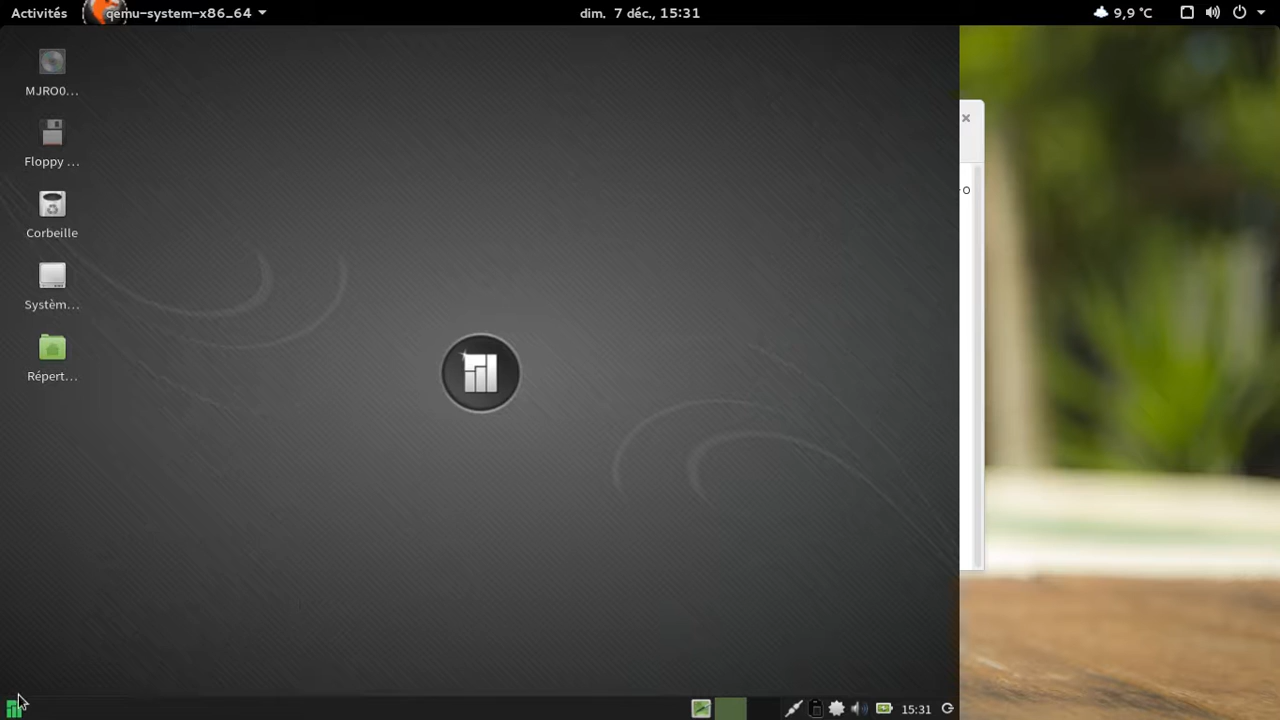 Activités
qemu-system-x86_64
dim. 7 déc., 15:31
9,9 °C
MJRO0…
Floppy …
Corbeille
Systèm…
Répert…
-o
15:31